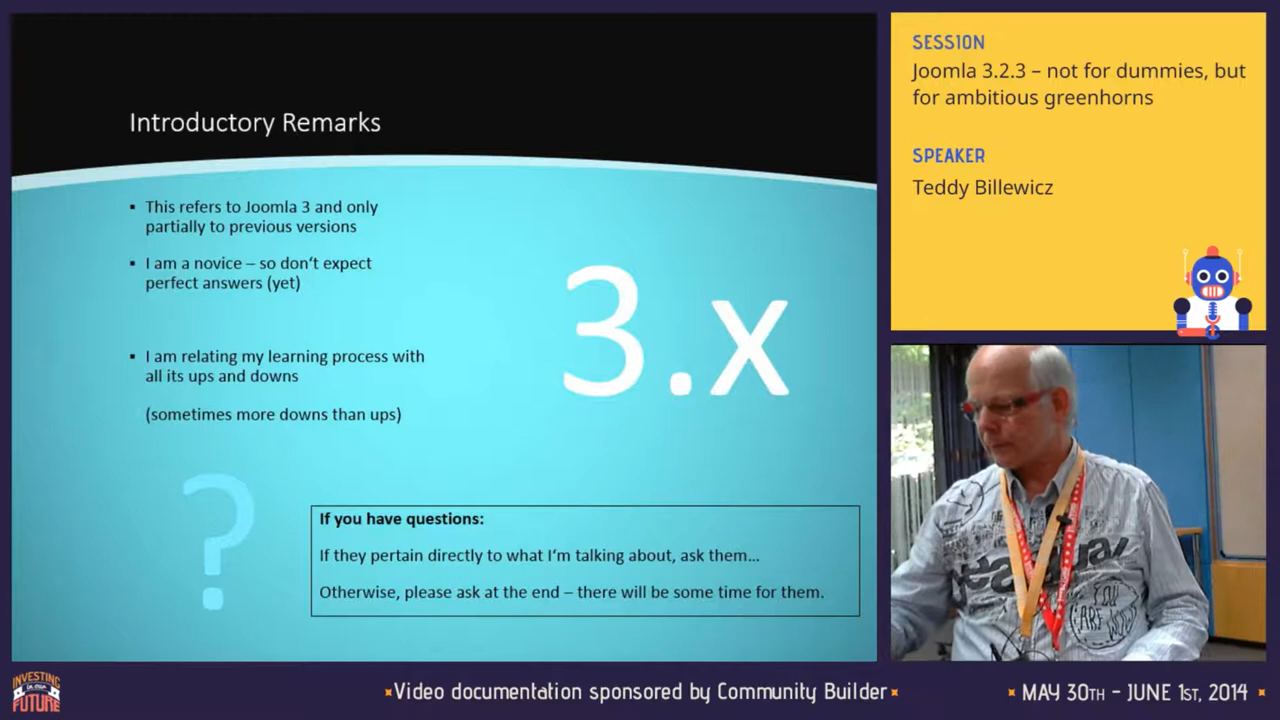 Introductory Remarks
▪ This refers to Joomla 3 and only
partially to previous versions
▪ I am a novice – so don't expect
perfect answers (yet)
▪ I am relating my learning process with
all its ups and downs
(sometimes more downs than ups)
3.x
?
If you have questions:
If they pertain directly to what I'm talking about, ask them...
Otherwise, please ask at the end – there will be some time for them.
SESSION
Joomla 3.2.3 – not for dummies, but
for ambitious greenhorns
SPEAKER
Teddy Billewicz
YOU
INVESTING
in our
FUTURE
Video documentation sponsored by Community Builder
MAY 30TH - JUNE 1ST, 2014